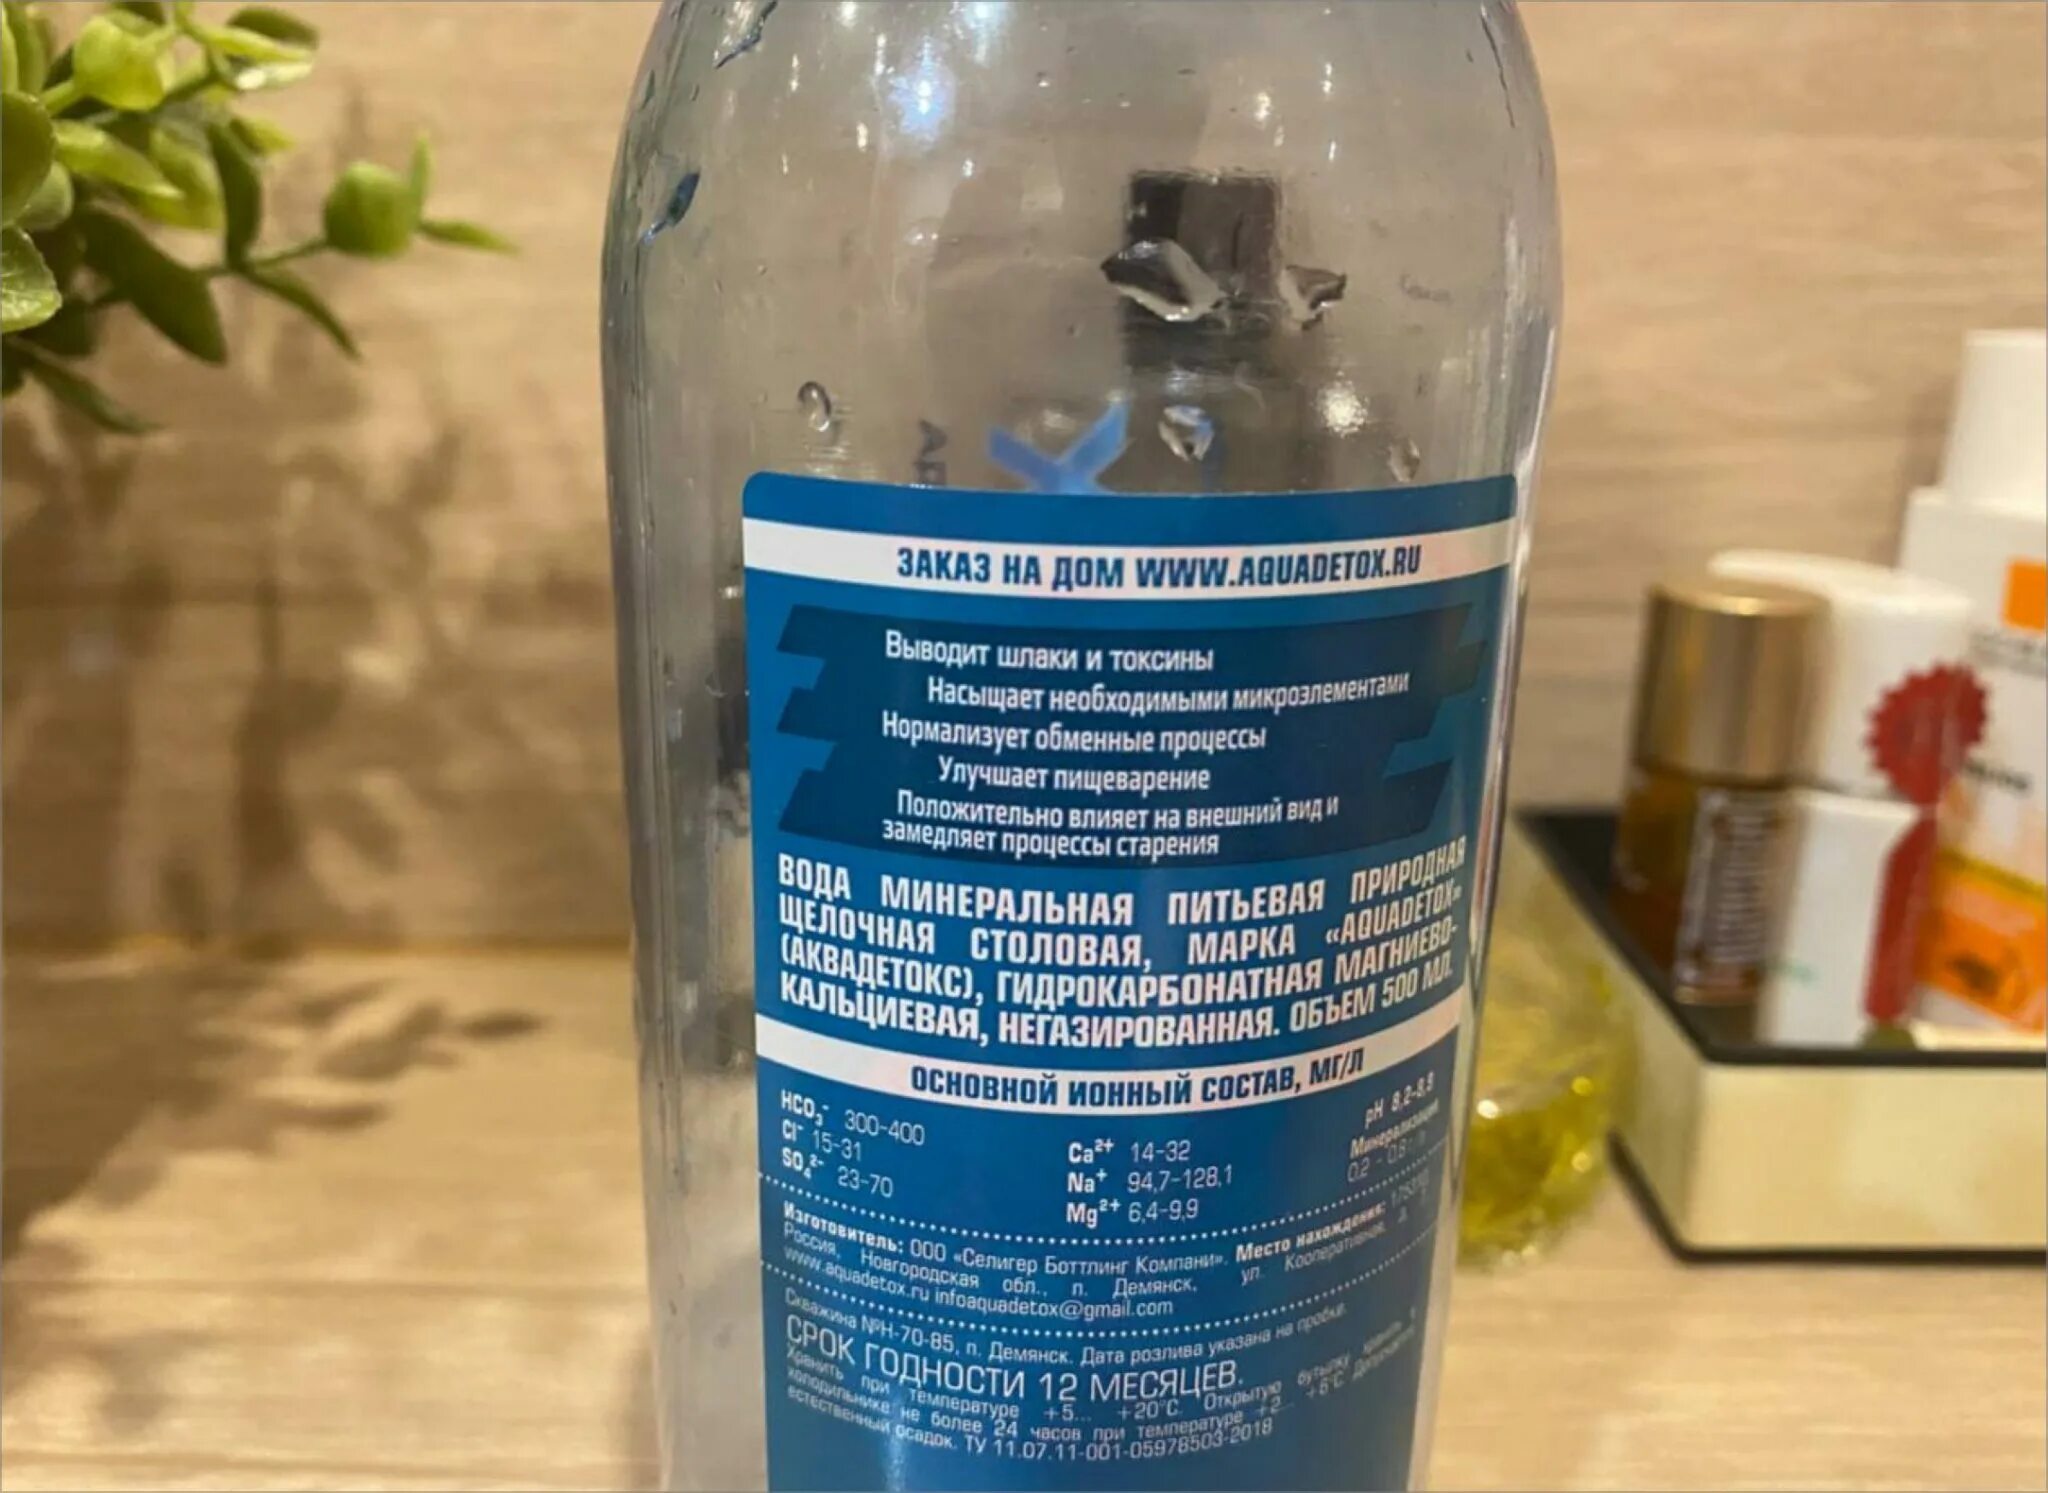 ЗАКАЗ НА ДОМ WWW.AQUADETOX.RU
Выводит шлаки и токсины
Насыщает необходимыми микроэлементами
Нормализует обменные процессы
Улучшает пищеварение
Положительно влияет на внешний вид и
замедляет процессы старения
ВОДА МИНЕРАЛЬНАЯ ПИТЬЕВАЯ ПРИРОДНАЯ
ЩЕЛОЧНАЯ СТОЛОВАЯ, МАРКА «AQUADETOX»
(АКВАДЕТОКС), ГИДРОКАРБОНАТНАЯ МАГНИЕВО-
КАЛЬЦИЕВАЯ, НЕГАЗИРОВАННАЯ. ОБЪЕМ 500 МЛ.
ОСНОВНОЙ ИОННЫЙ СОСТАВ, МГ/Л
HCO₃⁻ 300-400
Cl⁻ 15-31
SO₄²⁻ 23-70
Ca²⁺ 14-32
Na⁺ 94,7-128,1
Mg²⁺ 6,4-9,9
pH 8,2-
Минерализация
0,2 -
Изготовитель: ООО «Селигер Боттлинг Компани». Место нахождения:
Россия, Новгородская обл., п. Демянск, ул. Кооперативная, д.
www.aquadetox.ru infoaquadetox@gmail.com
Скважина №Н-70-85, п. Демянск. Дата розлива указана на пробке.
СРОК ГОДНОСТИ 12 МЕСЯЦЕВ.
Хранить при температуре +5... +20°С. Открытую бутылку хранить в
холодильнике не более 24 часов при температуре +2... +6°С. Допускается
естественный осадок. ТУ 11.07.11-001-05978503-2018